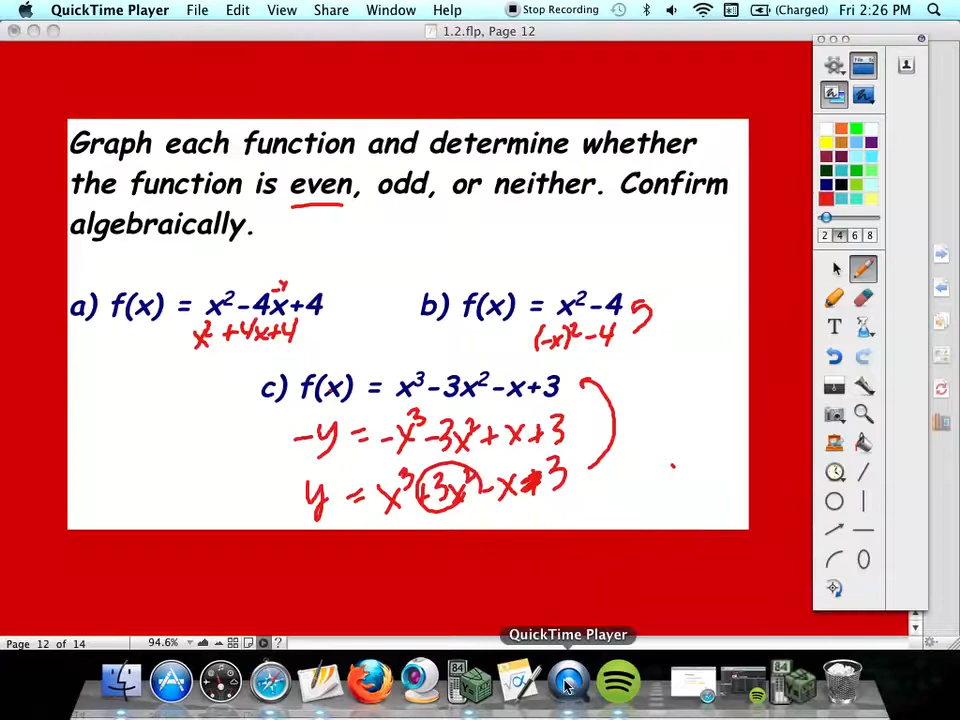 QuickTime Player File Edit View Share Window Help Stop Recording (Charged) Fri 2:26 PM
1.2.flp, Page 12
Graph each function and determine whether
the function is even, odd, or neither. Confirm
algebraically.
a) f(x) = x²-4x+4
x² +4x+4
b) f(x) = x²-4
(-x)² -4
c) f(x) = x³-3x²-x+3
-y = -x³-3x²+x+3
y = x³+3x²-x-3
2 4 6 8
T
Page 12 of 14 94.6% ?
QuickTime Player